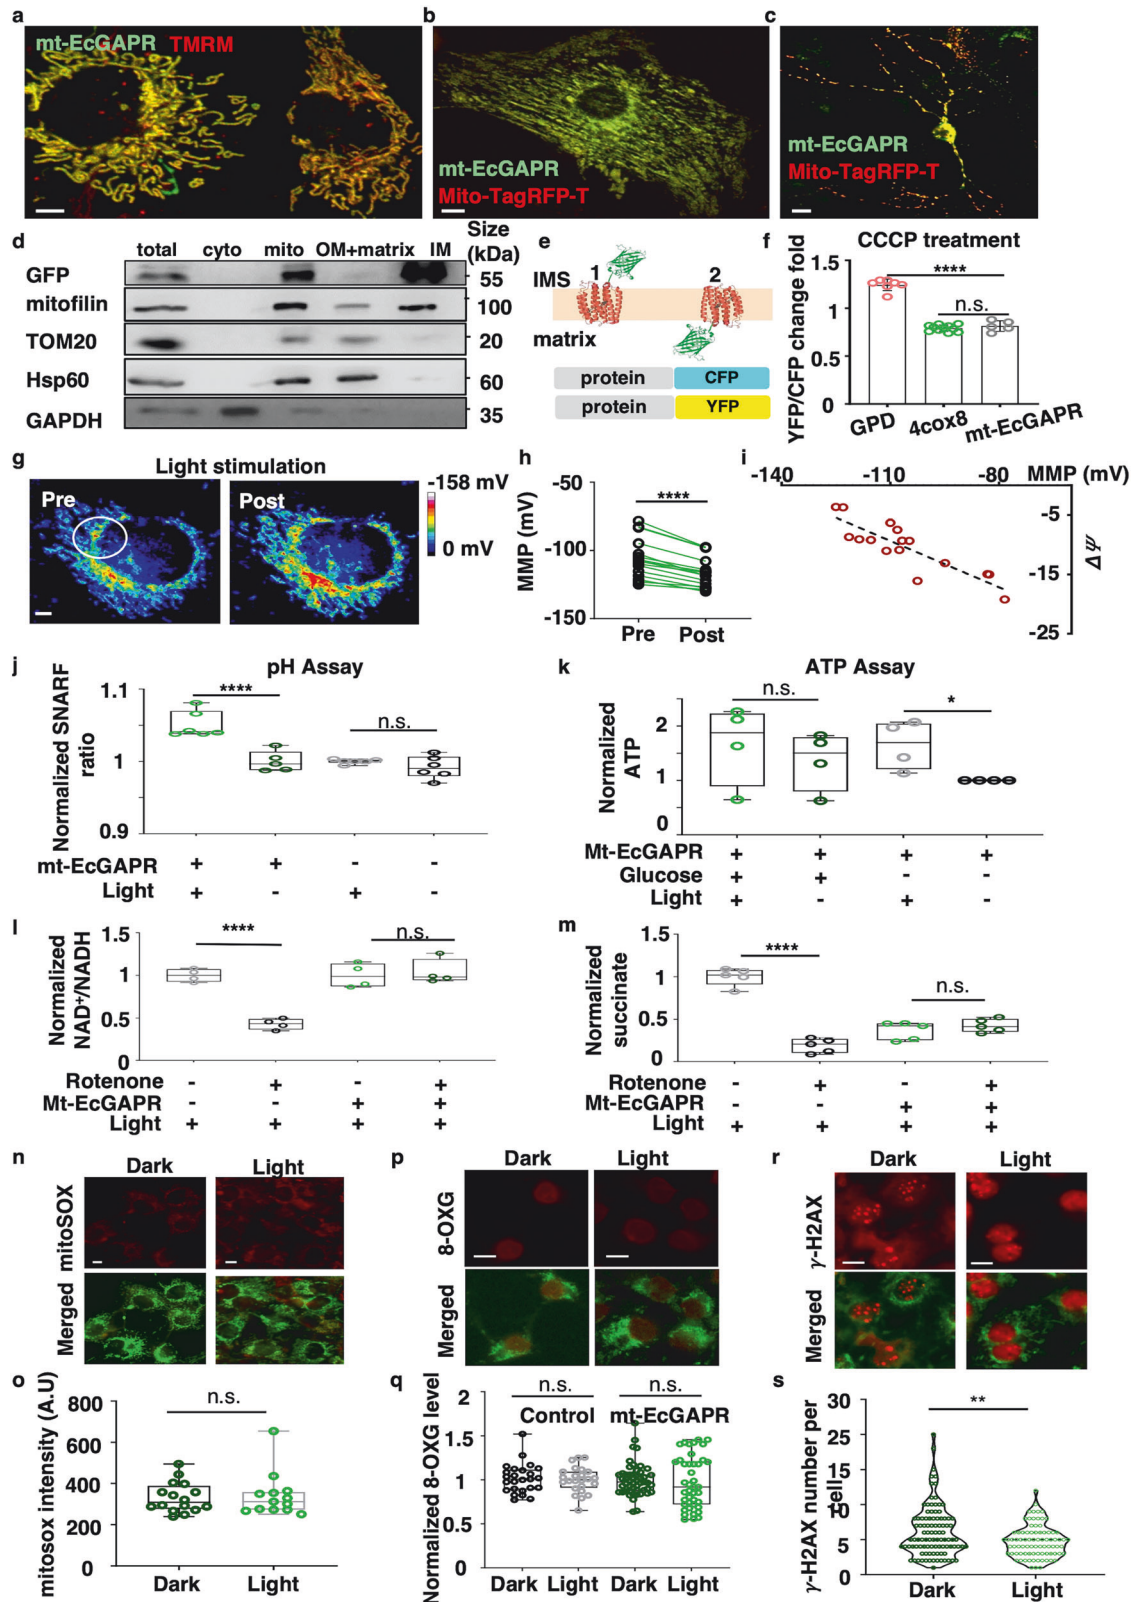 a
mt-EcGAPR TMRM
b
mt-EcGAPR
Mito-TagRFP-T
c
mt-EcGAPR
Mito-TagRFP-T
d
total cyto mito OM+matrix IM
Size
(kDa)
GFP 55
mitofilin 100
TOM20 20
Hsp60 60
GAPDH 35
e
1 2
IMS
matrix
protein CFP
protein YFP
f
CCCP treatment
YFP/CFP change fold
1.5
1
0.5
0
****
n.s.
GPD 4cox8 mt-EcGAPR
g
Light stimulation
Pre
Post
-158 mV
0 mV
h
MMP (mV)
-50
-100
-150
****
Pre Post
i
-140 -110 -80
MMP (mV)
-5
-15
-25
ΔΨ
j
pH Assay
Normalized SNARF
ratio
1.1
1
0.9
****
n.s.
mt-EcGAPR + + - -
Light + - + -
k
ATP Assay
Normalized
ATP
2
1
0
n.s.
*
Mt-EcGAPR + + + +
Glucose + + - -
Light + - + -
l
Normalized
NAD⁺/NADH
1.5
1
0.5
0
****
n.s.
Rotenone - + - +
Mt-EcGAPR - - + +
Light + + + +
m
Normalized
succinate
1.5
1
0.5
0
****
n.s.
Rotenone - + - +
Mt-EcGAPR - - + +
Light + + + +
n
Dark Light
mitoSOX
Merged
p
Dark Light
8-OXG
Merged
r
Dark Light
γ-H2AX
Merged
o
mitosox intensity (A.U)
800
600
400
200
0
n.s.
Dark Light
q
Normalized 8-OXG level
2
1.5
1
0.5
0
n.s. n.s.
Control mt-EcGAPR
Dark Light Dark Light
s
γ-H2AX number per
cell
30
25
10
5
0
**
Dark Light